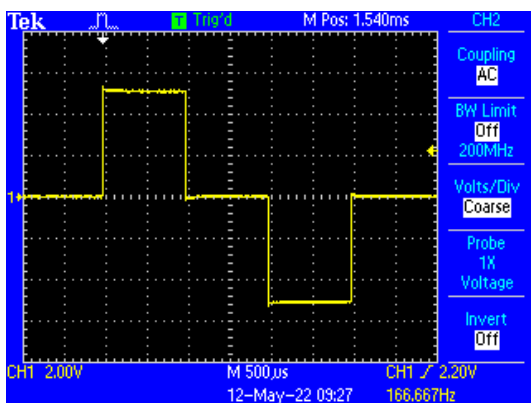 Tek T Trig'd M Pos: 1.540ms CH2
Coupling
AC
BW Limit
Off
200MHz
1
Volts/Div
Coarse
Probe
1X
Voltage
Invert
Off
CH1 2.00V M 500µs CH1 2.20V
12-May-22 09:27 166.667Hz